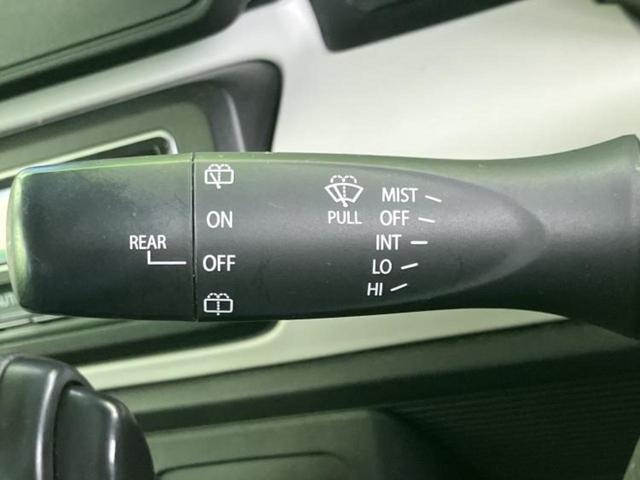 REAR
ON
OFF
PULL
MIST
OFF
INT
LO
HI